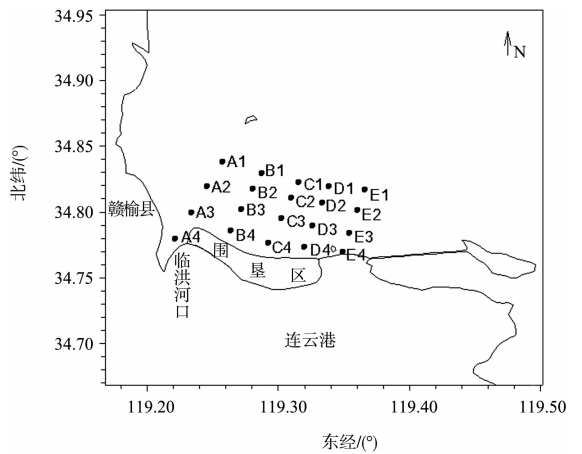 34.95
N
34.90
34.85
A1
B1
C1
D1
E1
A2
B2
C2
D2
E2
北纬/(°)
赣榆县
34.80
A3
B3
C3
D3
E3
A4
B4
C4
D4
E4
围
垦
区
临洪河口
34.75
连云港
34.70
119.20
119.30
119.40
119.50
东经/(°)